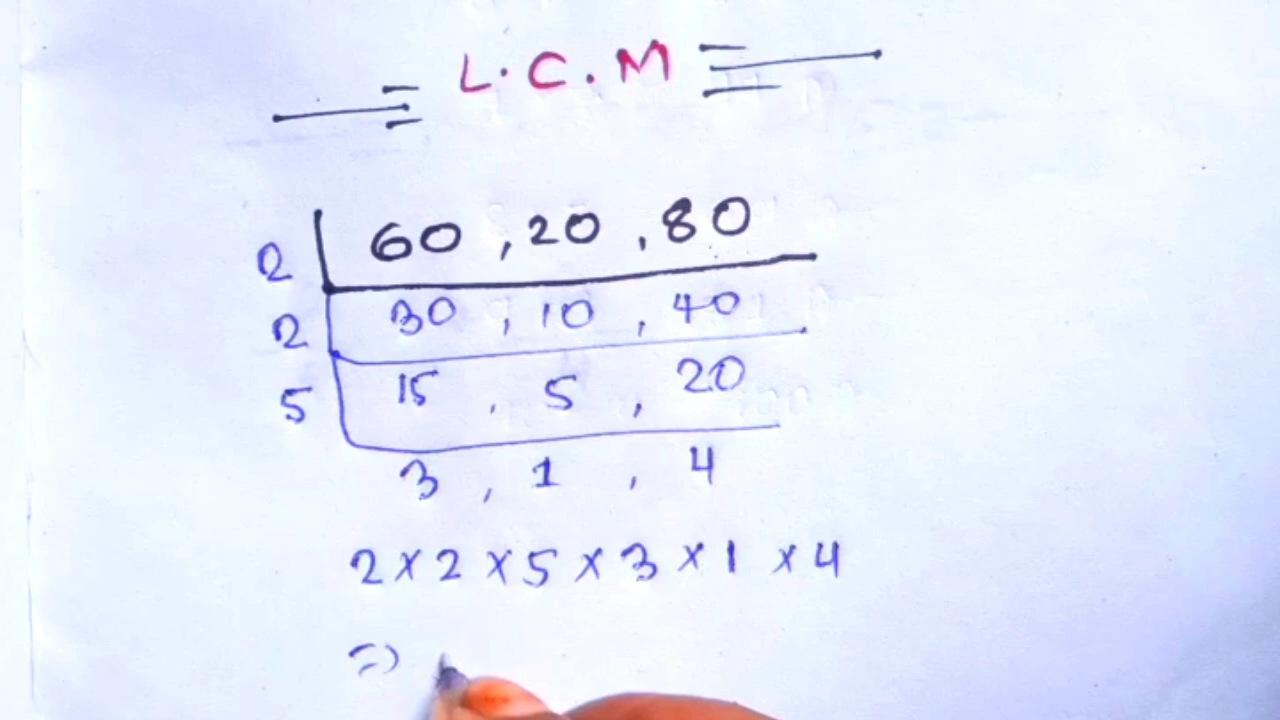 L.C.M
2 60, 20, 80
2 30, 10, 40
5 15, 5, 20
3, 1, 4
2 x 2 x 5 x 3 x 1 x 4
=>